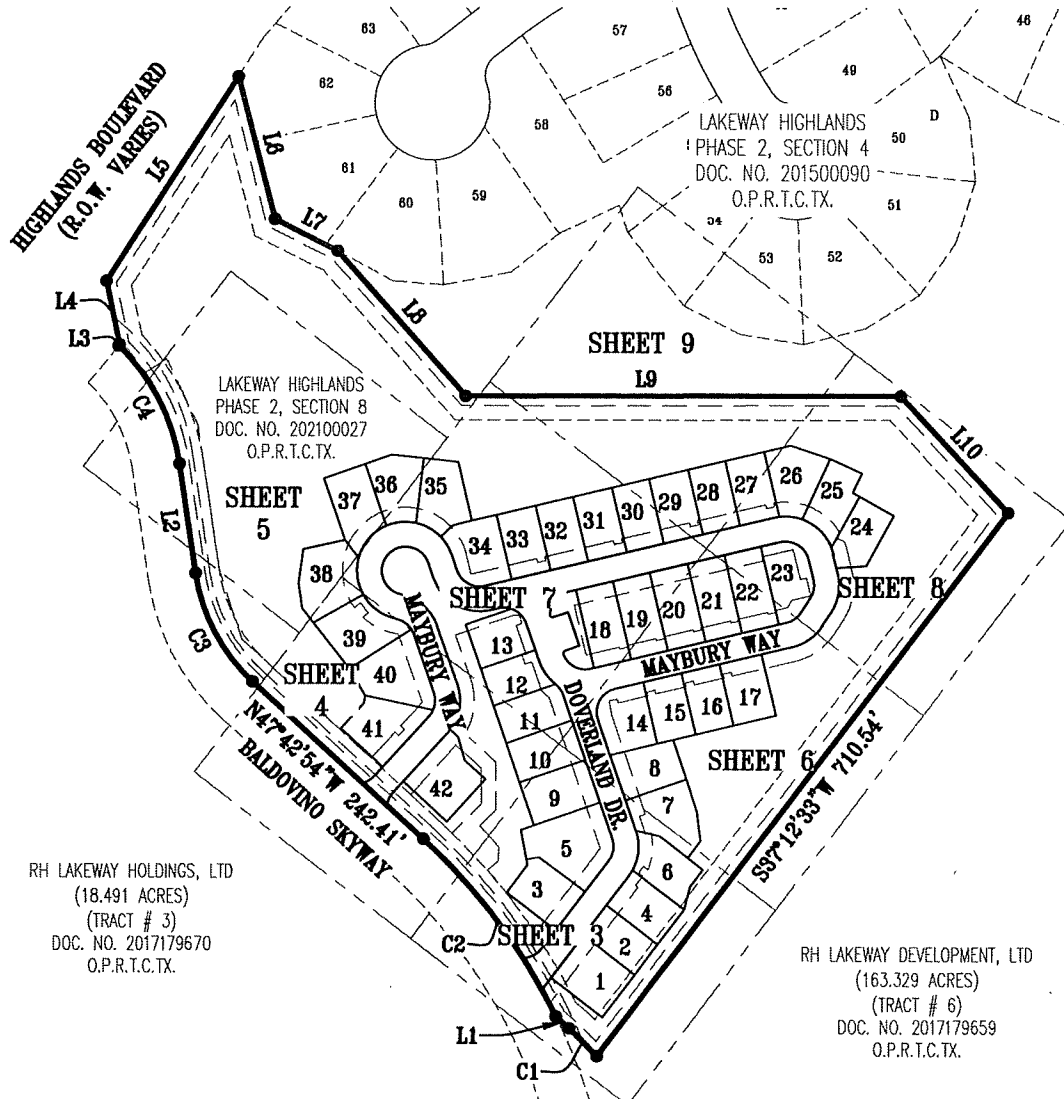 63
57
46
62
49
56
D
58
50
LAKEWAY HIGHLANDS
PHASE 2, SECTION 4
DOC. NO. 201500090
O.P.R.T.C.TX.
61
60
59
51
54
53
52
HIGHLANDS BOULEVARD
(R.O.W. VARIES)
L5
L6
L7
L4
L3
L8
SHEET 9
L9
L10
C4
LAKEWAY HIGHLANDS
PHASE 2, SECTION 8
DOC. NO. 202100027
O.P.R.T.C.TX.
SHEET
5
L2
C3
37
36
35
34
33
32
31
30
29
28
27
26
25
24
38
SHEET 7
SHEET 8
39
40
41
42
SHEET
4
MAYBURY WAY
13
12
11
10
9
5
3
18
19
20
21
22
23
MAYBURY WAY
DOVERLAND DR.
14
15
16
17
8
7
6
4
2
1
SHEET 6
S37°12'33"W 710.54'
N47°42'54"W 242.41'
BALDOVINO SKYWAY
RH LAKEWAY HOLDINGS, LTD
(18.491 ACRES)
(TRACT # 3)
DOC. NO. 2017179670
O.P.R.T.C.TX.
C2
SHEET 3
L1
C1
RH LAKEWAY DEVELOPMENT, LTD
(163.329 ACRES)
(TRACT # 6)
DOC. NO. 2017179659
O.P.R.T.C.TX.